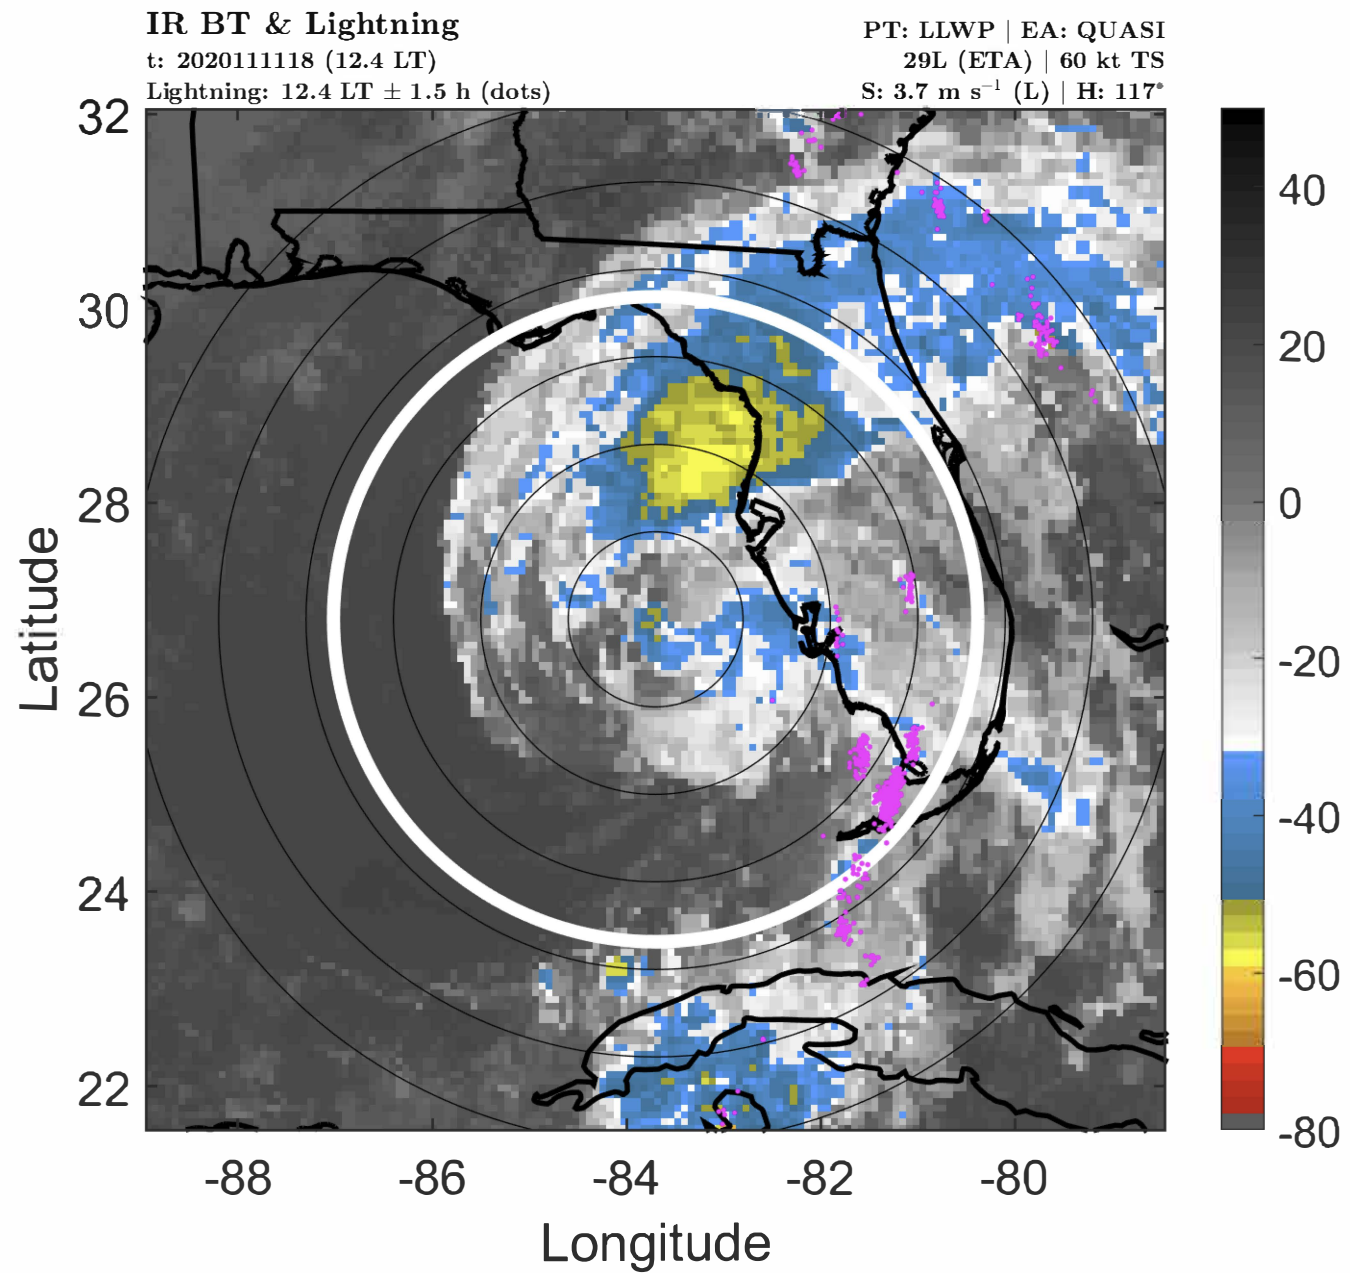 IR BT & Lightning
t: 2020111118 (12.4 LT)
Lightning: 12.4 LT ± 1.5 h (dots)
PT: LLWP | EA: QUASI
29L (ETA) | 60 kt TS
S: 3.7 m s⁻¹ (L) | H: 117°
32
30
28
26
24
22
Latitude
-88
-86
-84
-82
-80
Longitude
40
20
0
-20
-40
-60
-80